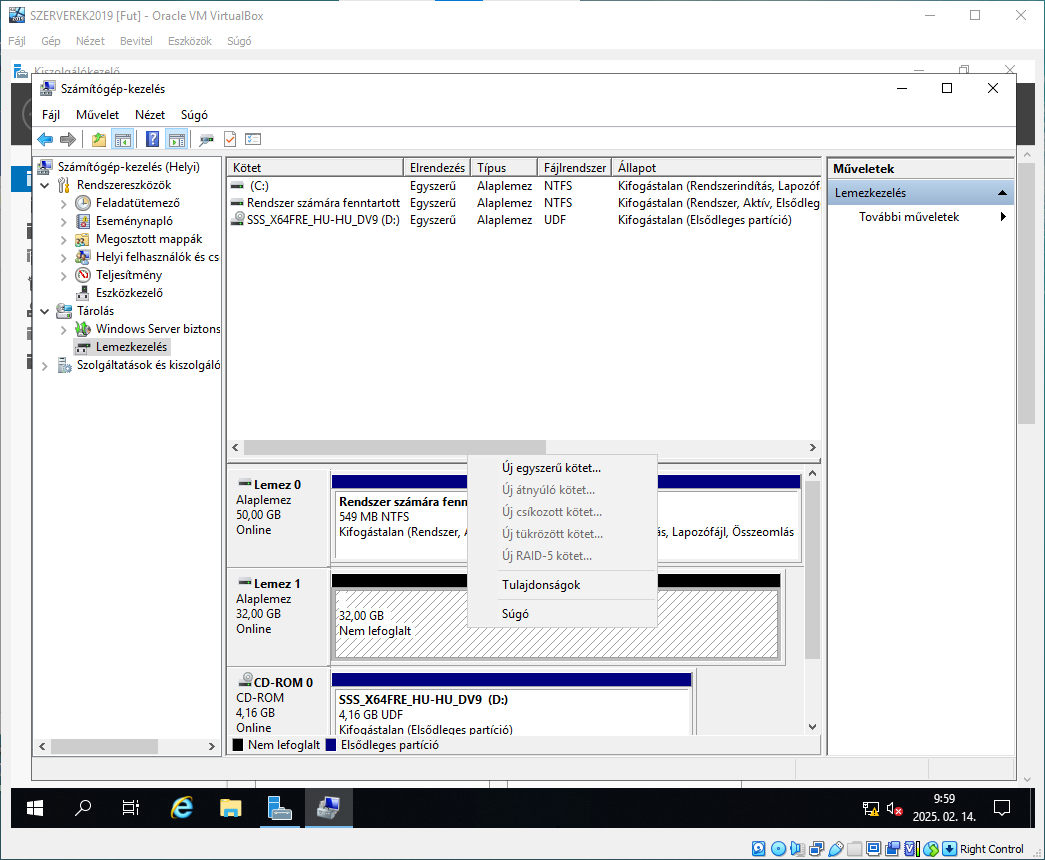 SZERVEREK2019 [Fut] - Oracle VM VirtualBox
Fájl Gép Nézet Bevitel Eszközök Súgó
Kiszolgálókezelő
Számítógép-kezelés
Fájl Művelet Nézet Súgó
Számítógép-kezelés (Helyi)
Rendszereszközök
Feladatütemező
Eseménynapló
Megosztott mappák
Helyi felhasználók és cs
Teljesítmény
Eszközkezelő
Tárolás
Windows Server biztons
Lemezkezelés
Szolgáltatások és kiszolgáló
Kötet Elrendezés Típus Fájlrendszer Állapot
(C:) Egyszerű Alaplemez NTFS Kifogástalan (Rendszerindítás, Lapozófá
Rendszer számára fenntartott Egyszerű Alaplemez NTFS Kifogástalan (Rendszer, Aktív, Elsődleg
SSS_X64FRE_HU-HU_DV9 (D:) Egyszerű Alaplemez UDF Kifogástalan (Elsődleges partíció)
Műveletek
Lemezkezelés
További műveletek
Lemez 0
Alaplemez
50,00 GB
Online
Rendszer számára fenn
549 MB NTFS
Kifogástalan (Rendszer, A
ás, Lapozófájl, Összeomlás
Új egyszerű kötet...
Új átnyúló kötet...
Új csíkozott kötet...
Új tükrözött kötet...
Új RAID-5 kötet...
Tulajdonságok
Súgó
Lemez 1
Alaplemez
32,00 GB
Online
32,00 GB
Nem lefoglalt
CD-ROM 0
CD-ROM
4,16 GB
Online
SSS_X64FRE_HU-HU_DV9 (D:)
4,16 GB UDF
Kifogástalan (Elsődleges partíció)
Nem lefoglalt Elsődleges partíció
9:59
2025. 02. 14.
Right Control